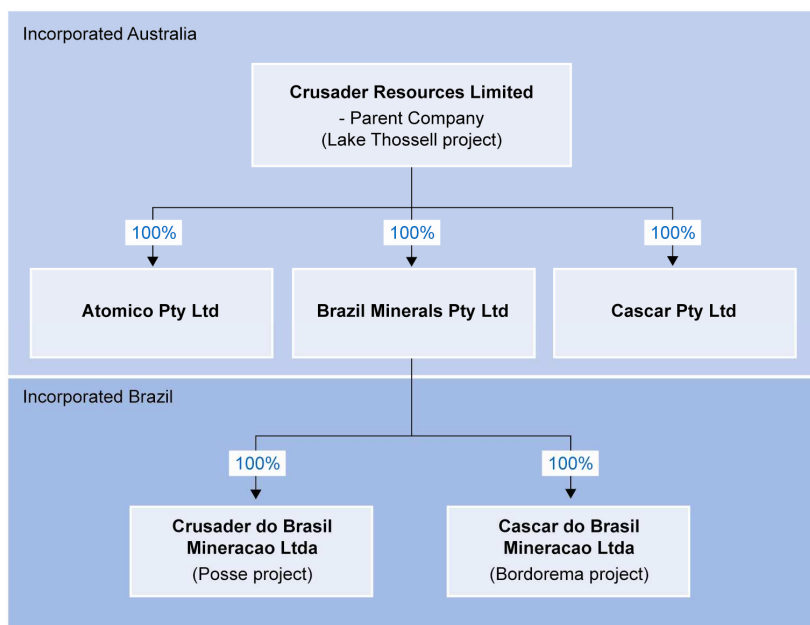 Incorporated Australia
Crusader Resources Limited
- Parent Company
(Lake Thossell project)
100%
100%
100%
Atomico Pty Ltd
Brazil Minerals Pty Ltd
Cascar Pty Ltd
Incorporated Brazil
100%
100%
Crusader do Brasil
Mineracao Ltda
(Posse project)
Cascar do Brasil
Mineracao Ltda
(Bordorema project)